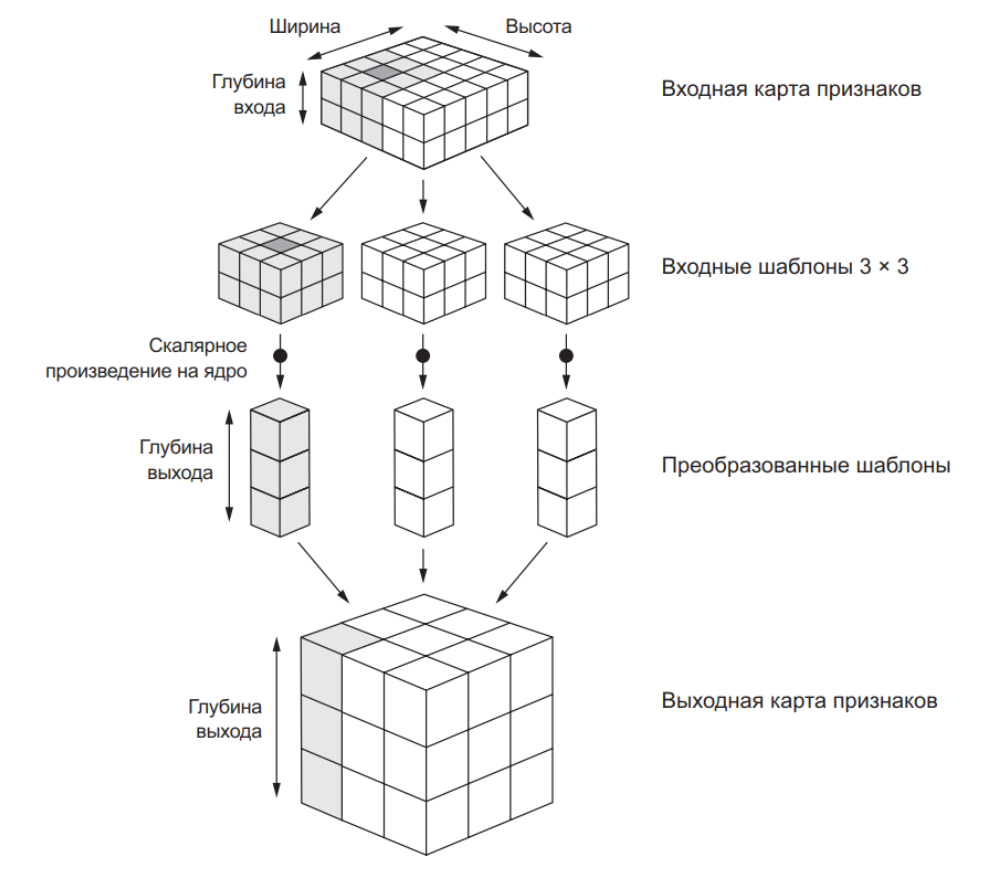 Ширина
Высота
Глубина
входа
Входная карта признаков
Входные шаблоны 3 × 3
Скалярное
произведение на ядро
Глубина
выхода
Преобразованные шаблоны
Глубина
выхода
Выходная карта признаков